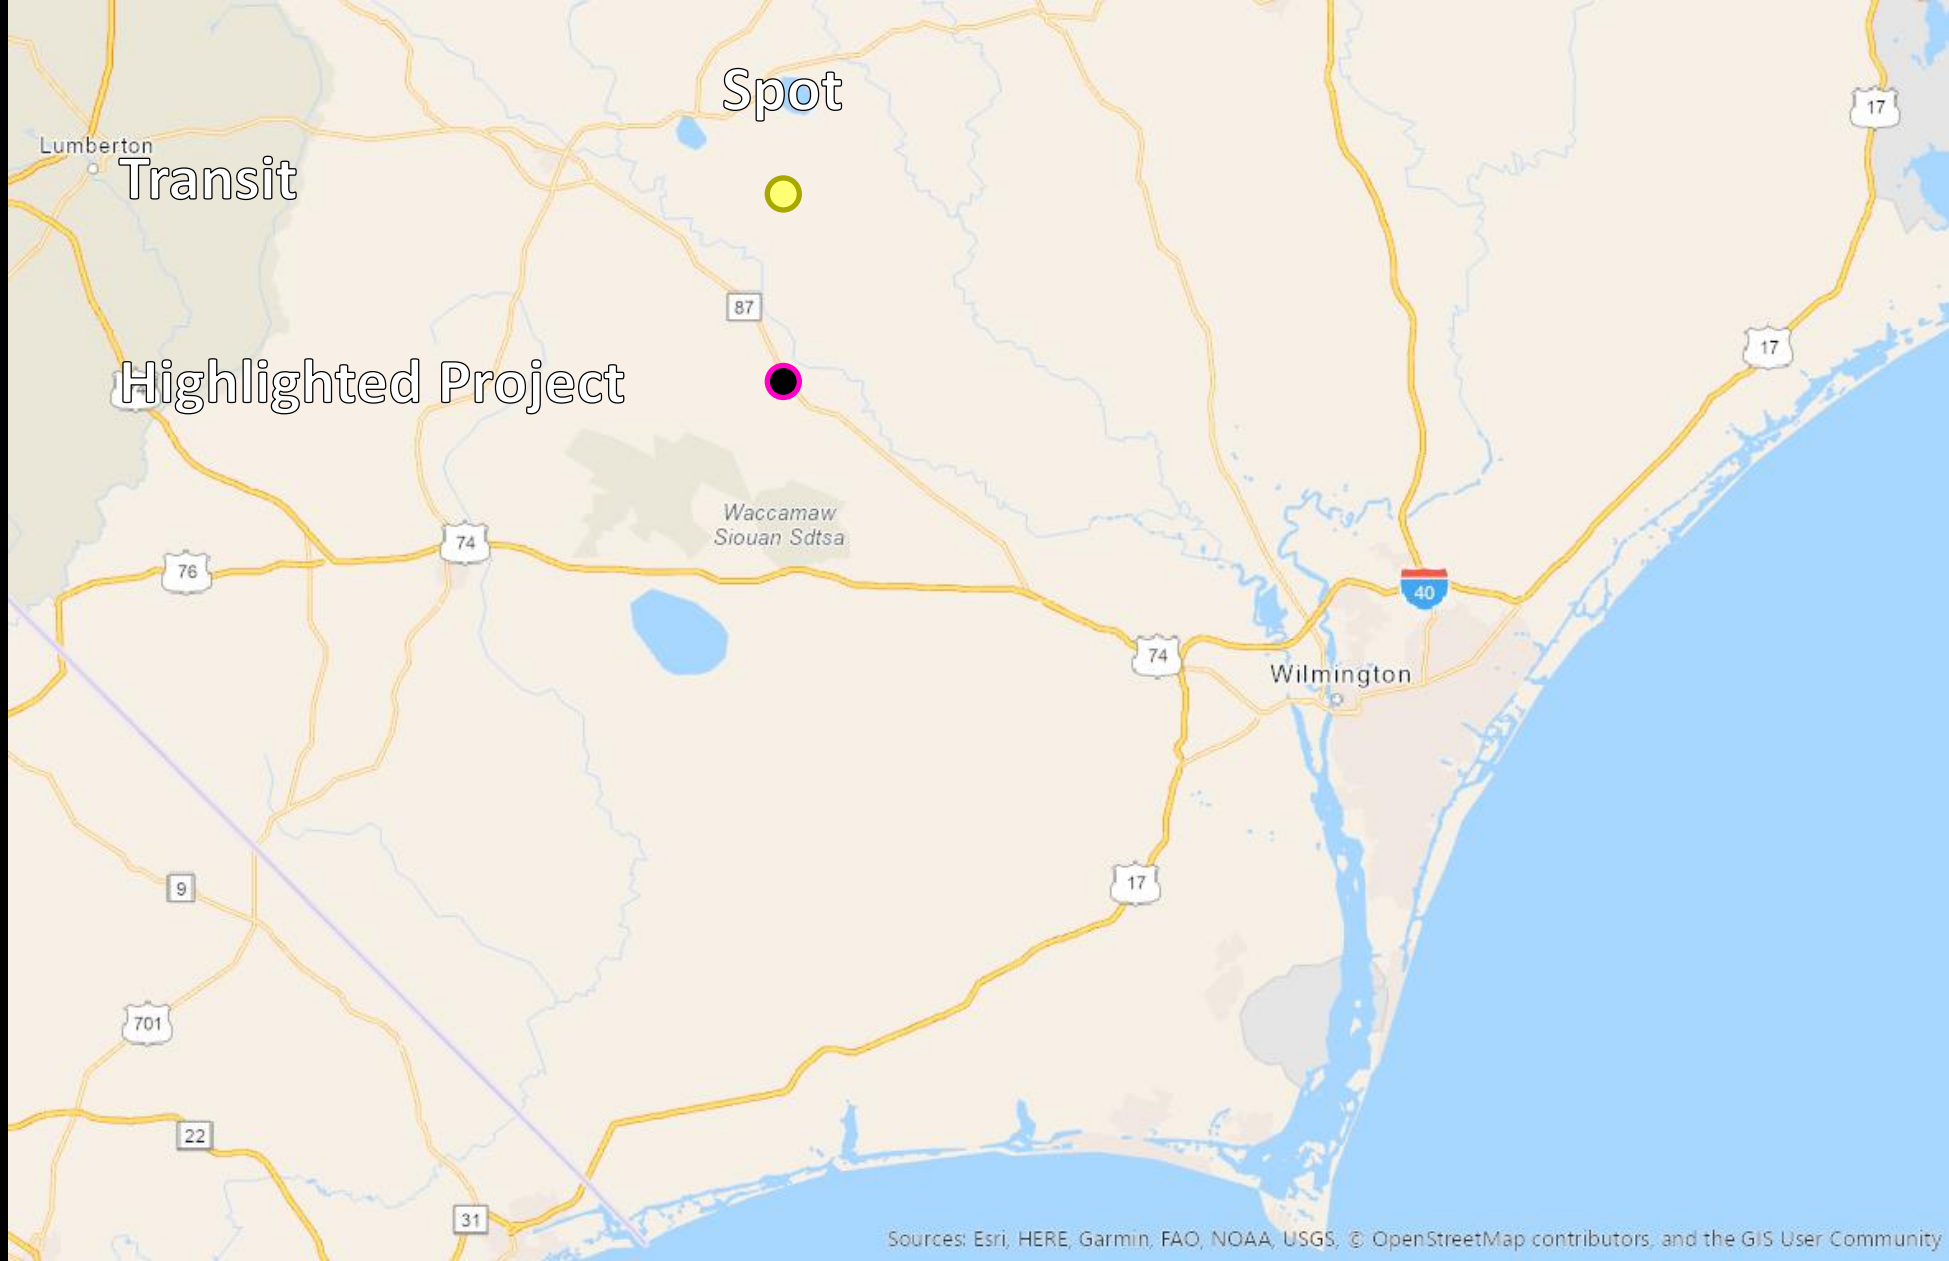 Spot
17
Lumberton
Transit
87
17
Highlighted Project
Waccamaw
Siouan Sdtsa
74
76
40
74
Wilmington
17
9
701
22
31
Sources: Esri, HERE, Garmin, FAO, NOAA, USGS, © OpenStreetMap contributors, and the GIS User Community